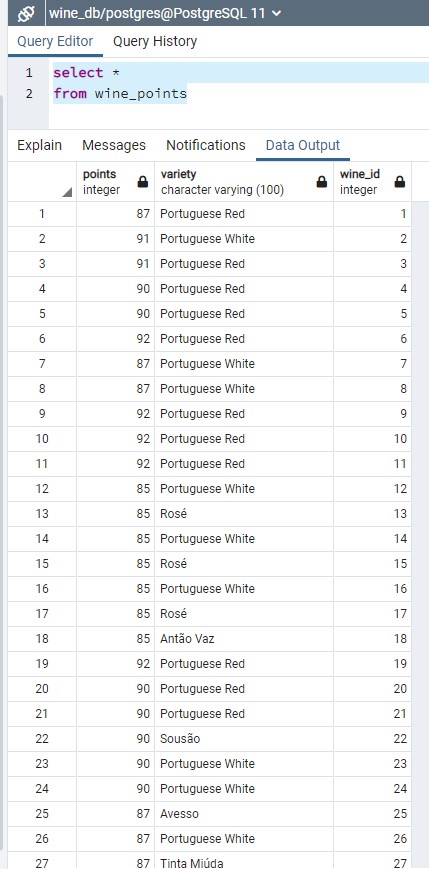 wine_db/postgres@PostgreSQL 11
Query Editor Query History
1 select *
2 from wine_points
Explain Messages Notifications Data Output
points variety wine_id
integer character varying (100) integer
1 87 Portuguese Red 1
2 91 Portuguese White 2
3 91 Portuguese Red 3
4 90 Portuguese Red 4
5 90 Portuguese Red 5
6 92 Portuguese Red 6
7 87 Portuguese White 7
8 87 Portuguese White 8
9 92 Portuguese Red 9
10 92 Portuguese Red 10
11 92 Portuguese Red 11
12 85 Portuguese White 12
13 85 Rosé 13
14 85 Portuguese White 14
15 85 Rosé 15
16 85 Portuguese White 16
17 85 Rosé 17
18 85 Antão Vaz 18
19 92 Portuguese Red 19
20 90 Portuguese Red 20
21 90 Portuguese Red 21
22 90 Sousão 22
23 90 Portuguese White 23
24 90 Portuguese White 24
25 87 Avesso 25
26 87 Portuguese White 26
27 87 Tinta Miúda 27